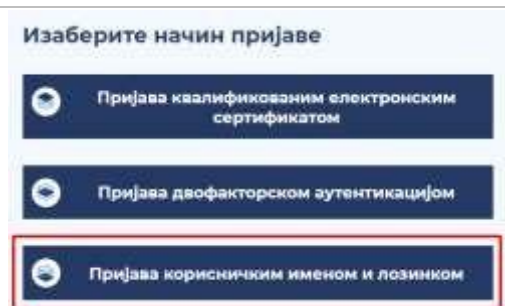 Изаберите начин пријаве
Пријава квалификованим електронским
сертификатом
Пријава двофакторском аутентикацијом
Пријава корисничким именом и лозинком